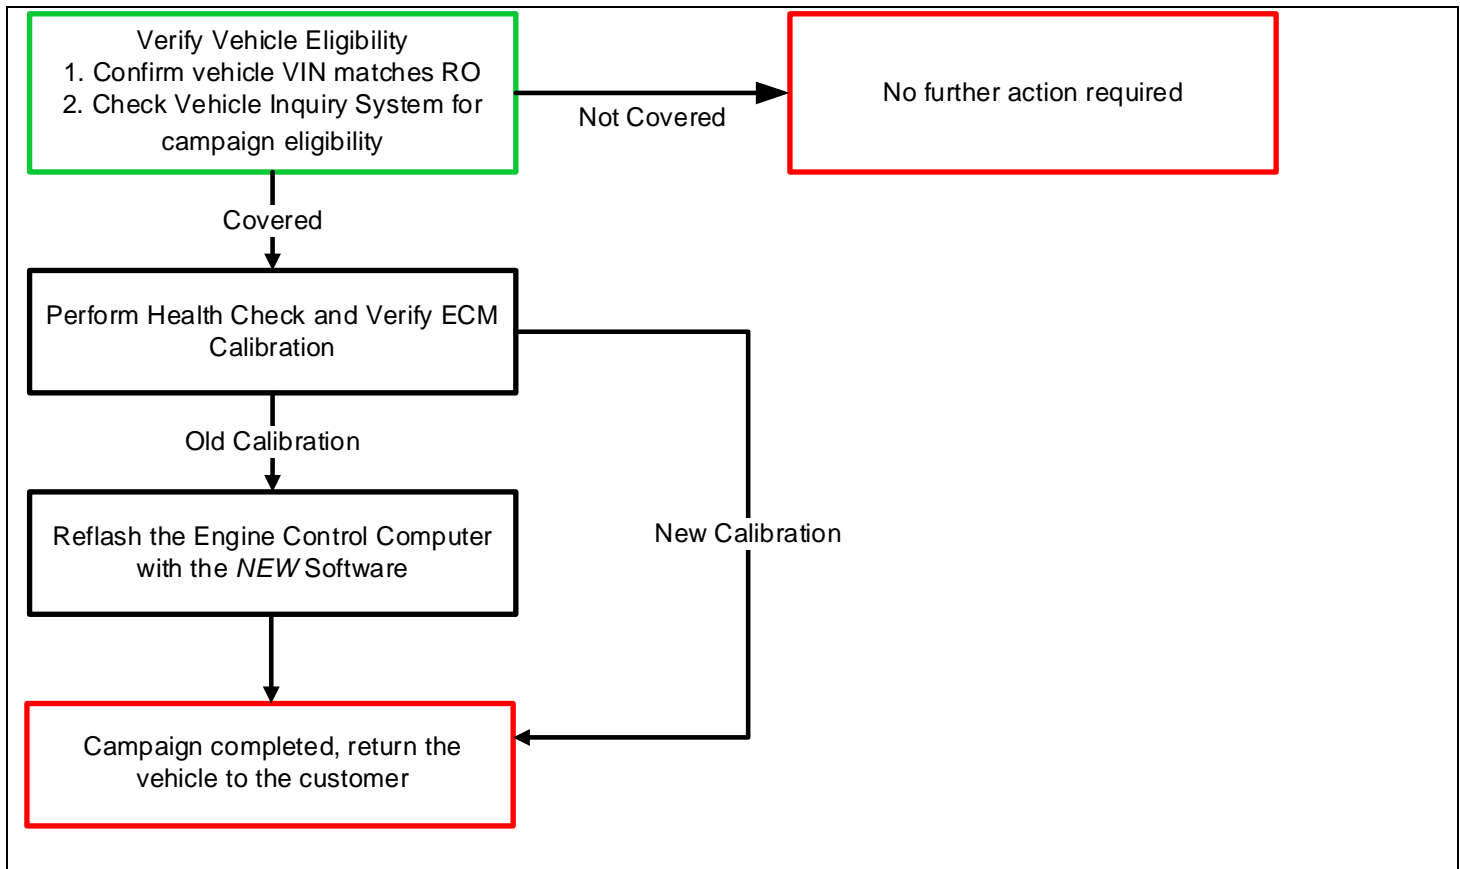 Verify Vehicle Eligibility
1. Confirm vehicle VIN matches RO
2. Check Vehicle Inquiry System for
campaign eligibility
Not Covered
No further action required
Covered
Perform Health Check and Verify ECM
Calibration
Old Calibration
Reflash the Engine Control Computer
with the NEW Software
New Calibration
Campaign completed, return the
vehicle to the customer